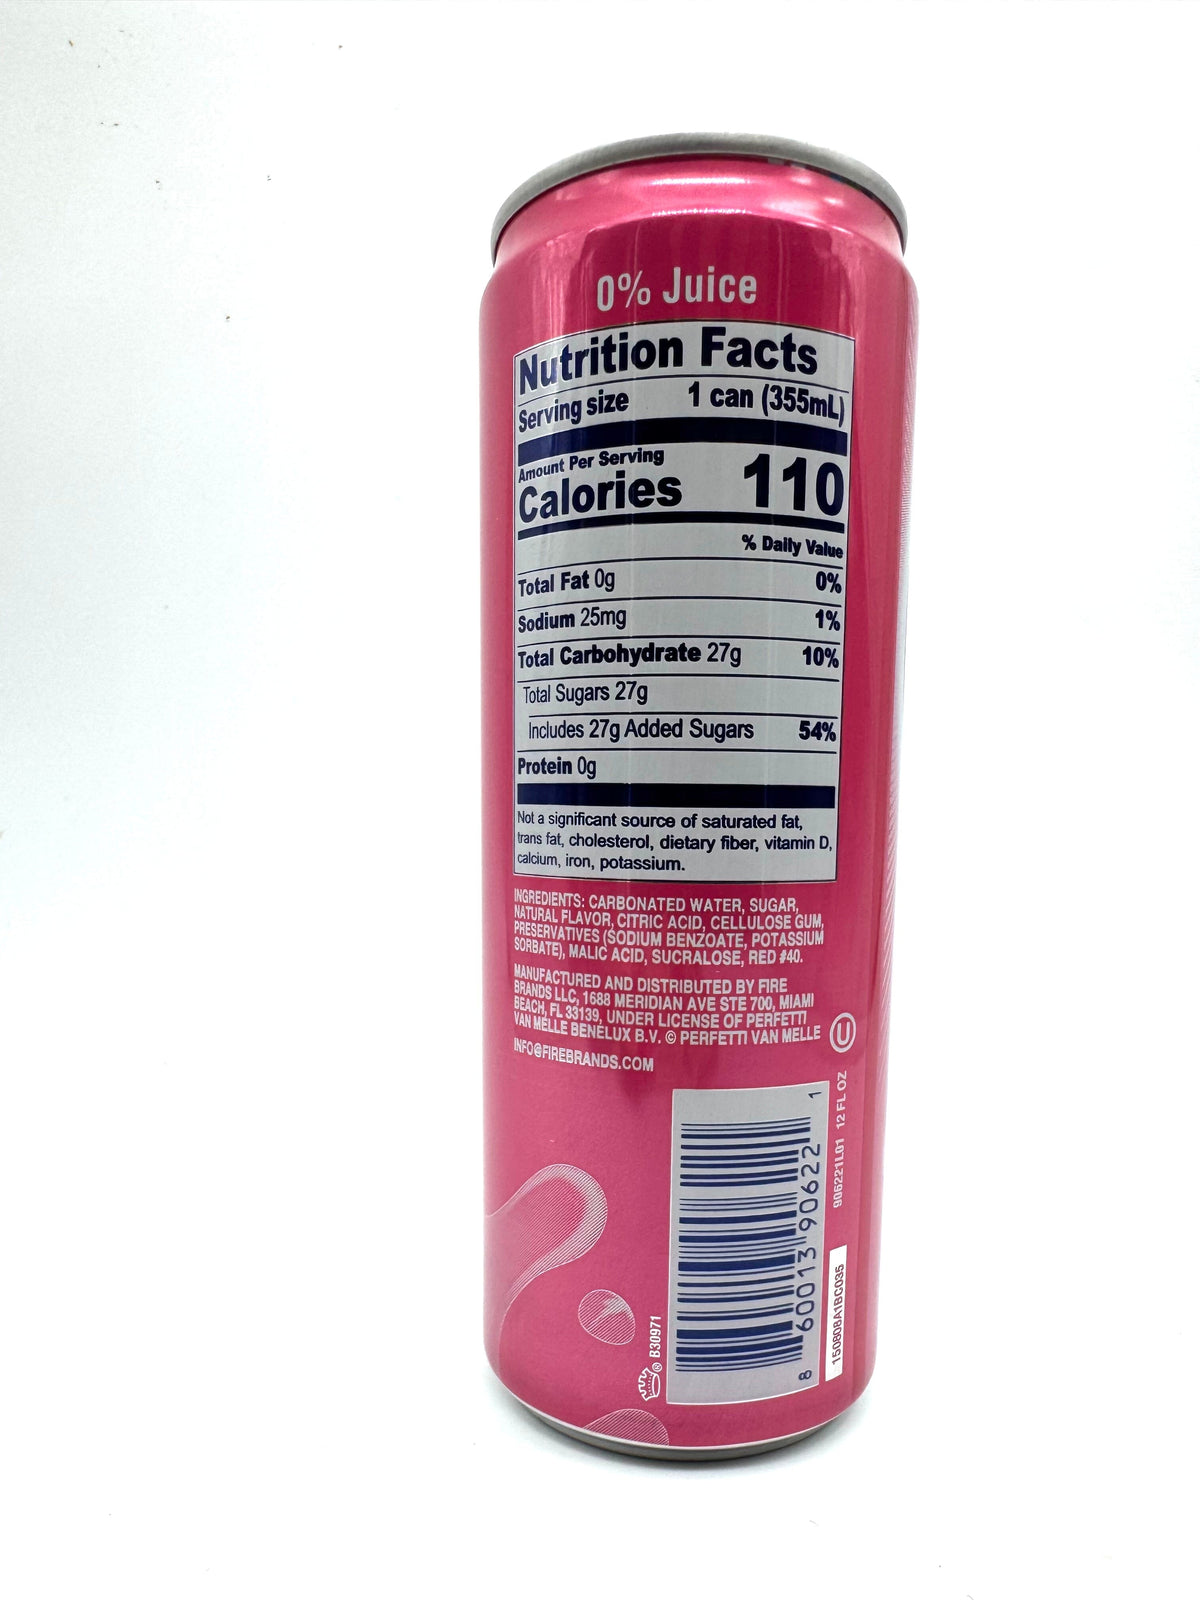 0% Juice
Nutrition Facts
Serving size 1 can (355mL)
Amount Per Serving
Calories 110
% Daily Value
Total Fat 0g 0%
Sodium 25mg 1%
Total Carbohydrate 27g 10%
Total Sugars 27g
Includes 27g Added Sugars 54%
Protein 0g
Not a significant source of saturated fat,
trans fat, cholesterol, dietary fiber, vitamin D,
calcium, iron, potassium.
INGREDIENTS: CARBONATED WATER, SUGAR,
NATURAL FLAVOR, CITRIC ACID, CELLULOSE GUM,
PRESERVATIVES (SODIUM BENZOATE, POTASSIUM
SORBATE), MALIC ACID, SUCRALOSE, RED #40.
MANUFACTURED AND DISTRIBUTED BY FIRE
BRANDS LLC, 1688 MERIDIAN AVE STE 700, MIAMI
BEACH, FL 33139, UNDER LICENSE OF PERFETTI
VAN MELLE BENELUX B.V. © PERFETTI VAN MELLE
U
INFO@FIREBRANDS.COM
8 60013 90622 1
906221L01 12 FL OZ
150808A1BC035
® B30971